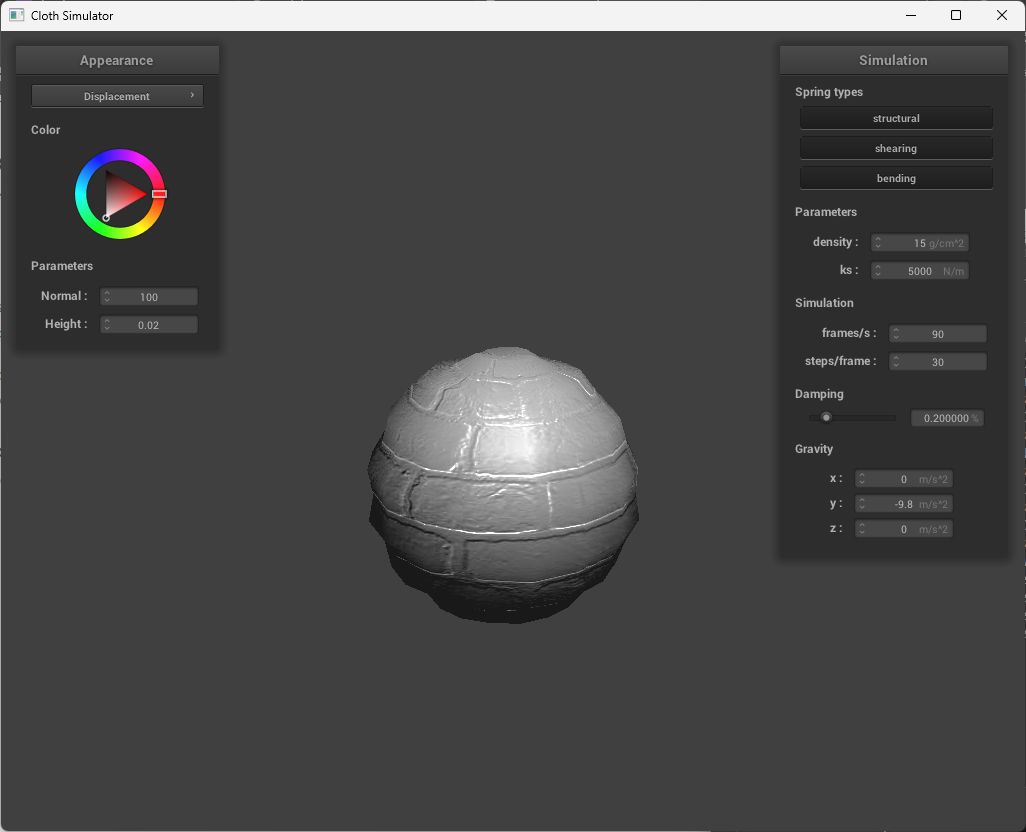 Cloth Simulator
Appearance
Displacement
Color
Parameters
Normal : 100
Height : 0.02
Simulation
Spring types
structural
shearing
bending
Parameters
density : 15 g/cm^2
ks : 5000 N/m
Simulation
frames/s : 90
steps/frame : 30
Damping
0.200000 %
Gravity
x : 0 m/s^2
y : -9.8 m/s^2
z : 0 m/s^2